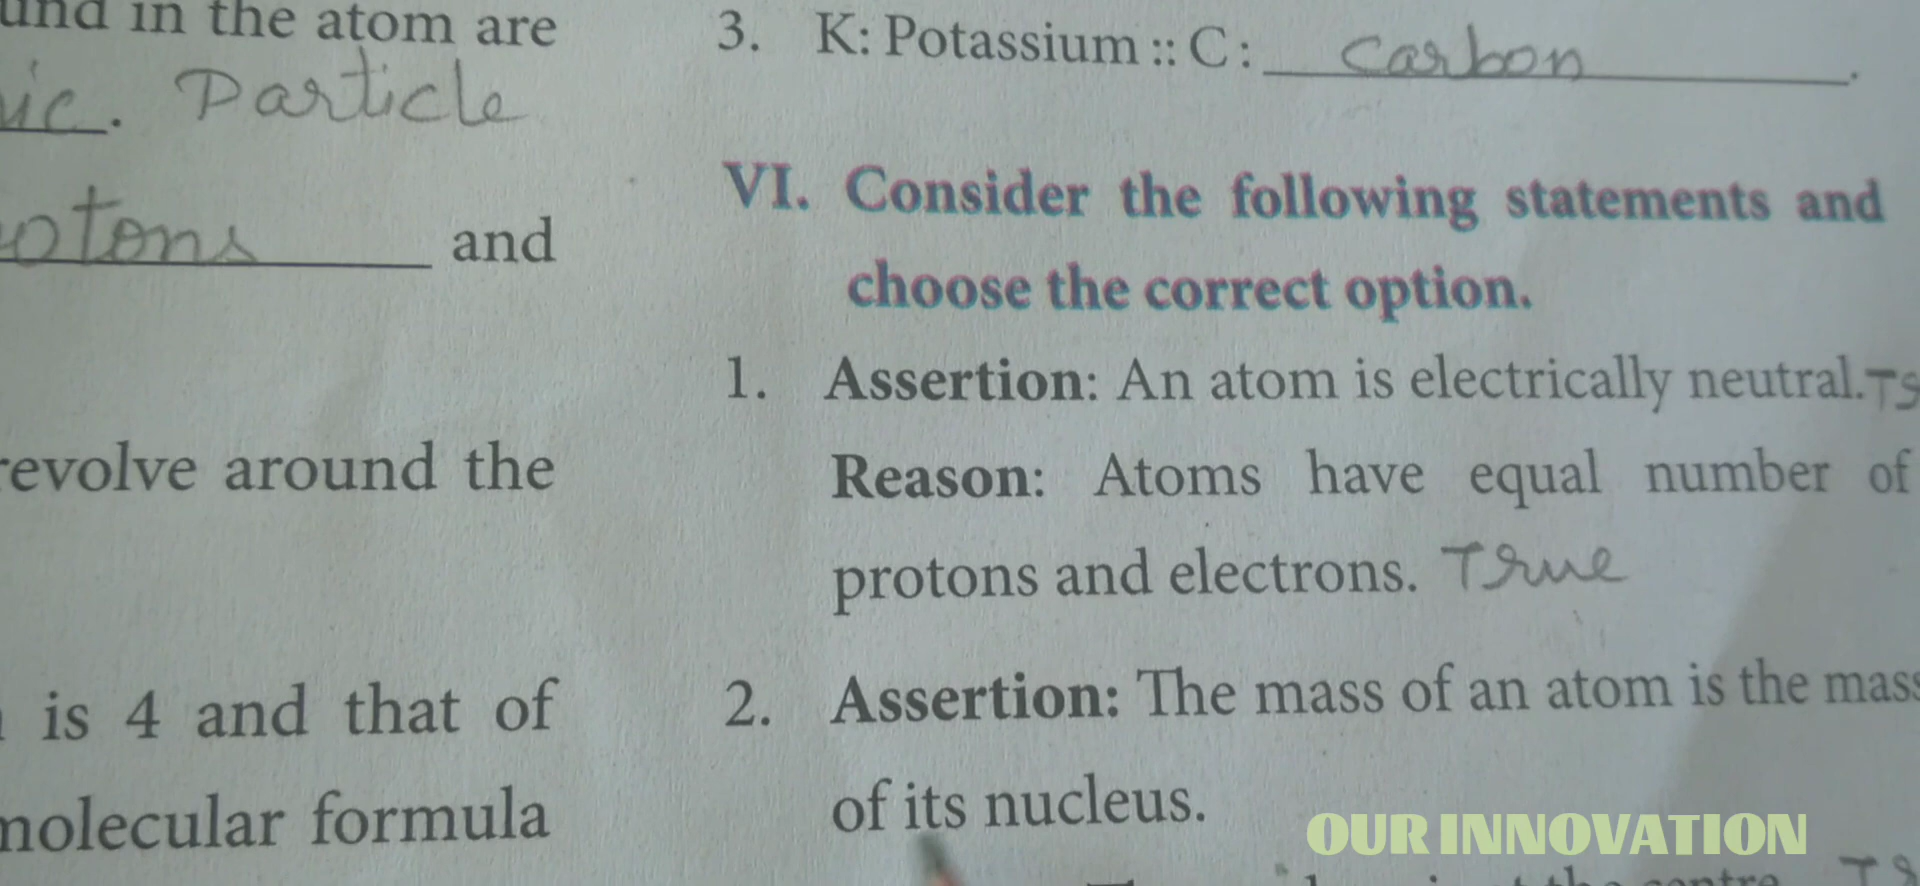 und in the atom are
ic. Particle
otons and
revolve around the
is 4 and that of
molecular formula
3. K: Potassium :: C : Carbon.
VI. Consider the following statements and
choose the correct option.
1. Assertion: An atom is electrically neutral.
Reason: Atoms have equal number of
protons and electrons. True
2. Assertion: The mass of an atom is the mass
of its nucleus.
OUR INNOVATION